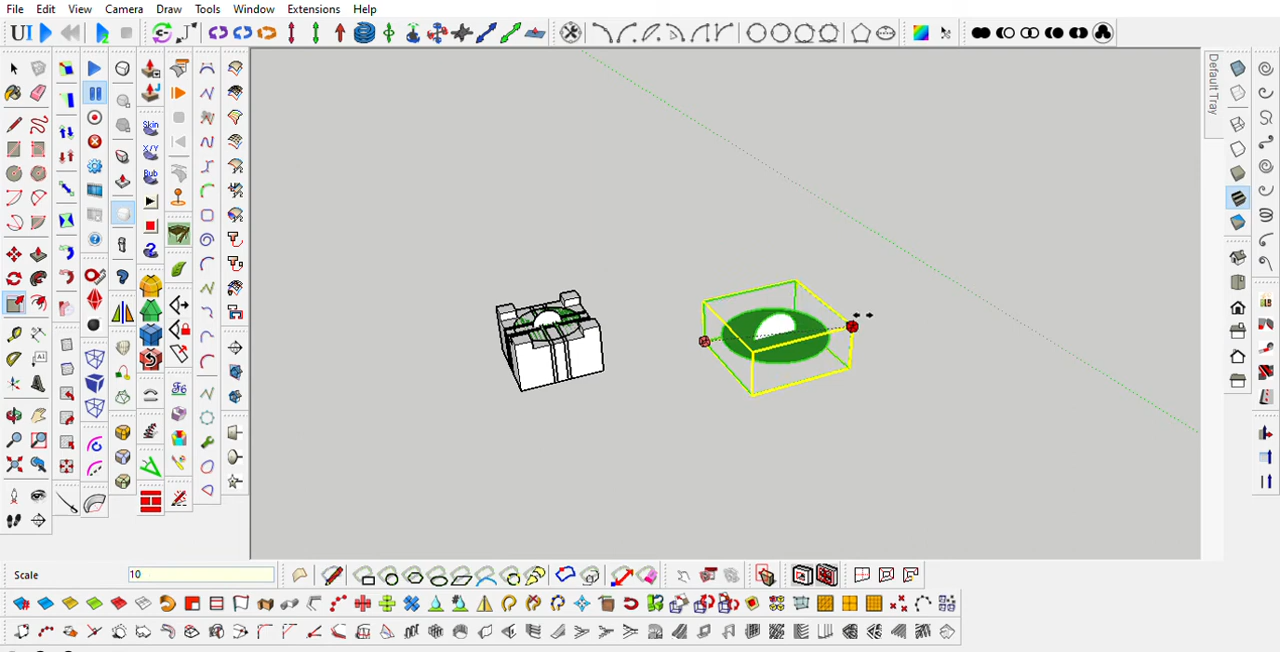 File Edit View Camera Draw Tools Window Extensions Help
UI
Default Tray
Skin
X/Y
Bub
Scale 10